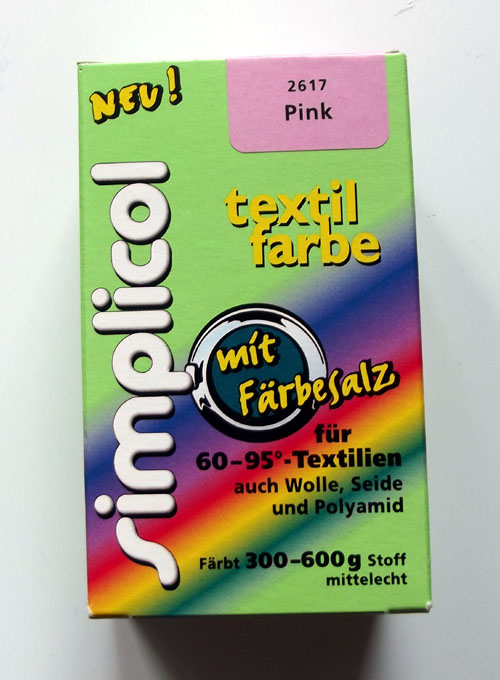 NEU!
2617
Pink
simplicol
textil
farbe
mit
Färbesalz
für
60–95°-Textilien
auch Wolle, Seide
und Polyamid
Färbt 300–600g Stoff
mittelecht